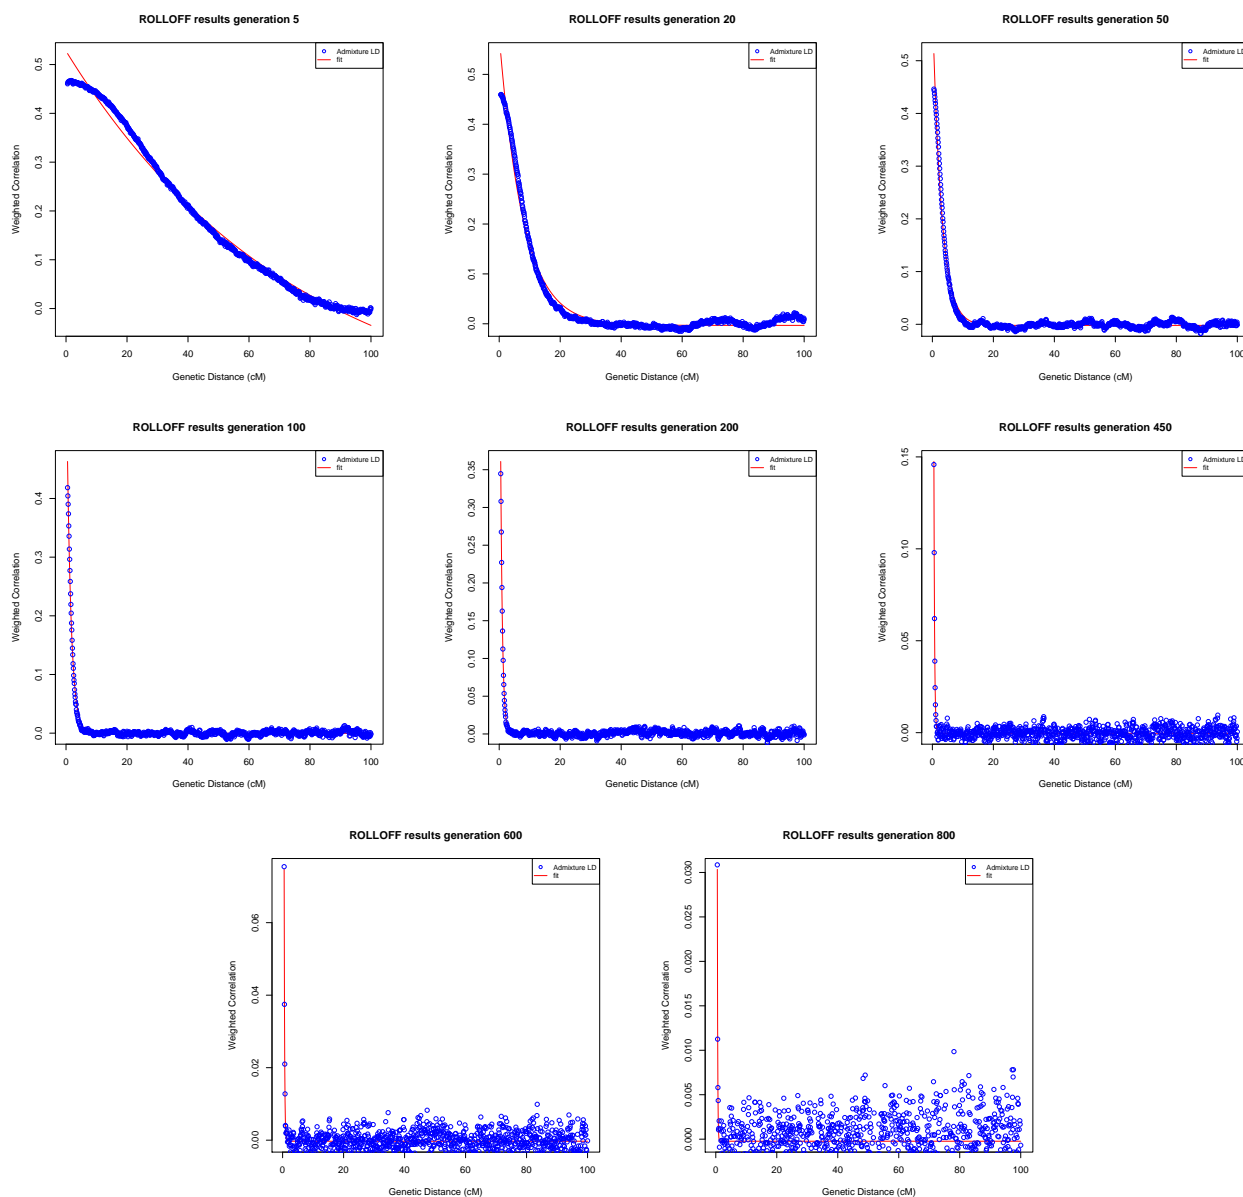 ROLLOFF results generation 5
Admixture LD
fit
0.5
0.4
0.3
0.2
0.1
0.0
Weighted Correlation
0 20 40 60 80 100
Genetic Distance (cM)
ROLLOFF results generation 20
Admixture LD
fit
0.5
0.4
0.3
0.2
0.1
0.0
Weighted Correlation
0 20 40 60 80 100
Genetic Distance (cM)
ROLLOFF results generation 50
Admixture LD
fit
0.5
0.4
0.3
0.2
0.1
0.0
Weighted Correlation
0 20 40 60 80 100
Genetic Distance (cM)
ROLLOFF results generation 100
Admixture LD
fit
0.4
0.3
0.2
0.1
0.0
Weighted Correlation
0 20 40 60 80 100
Genetic Distance (cM)
ROLLOFF results generation 200
Admixture LD
fit
0.35
0.30
0.25
0.20
0.15
0.10
0.05
0.00
Weighted Correlation
0 20 40 60 80 100
Genetic Distance (cM)
ROLLOFF results generation 450
Admixture LD
fit
0.15
0.10
0.05
0.00
Weighted Correlation
0 20 40 60 80 100
Genetic Distance (cM)
ROLLOFF results generation 600
Admixture LD
fit
0.06
0.04
0.02
0.00
Weighted Correlation
0 20 40 60 80 100
Genetic Distance (cM)
ROLLOFF results generation 800
Admixture LD
fit
0.030
0.025
0.020
0.015
0.010
0.005
0.000
Weighted Correlation
0 20 40 60 80 100
Genetic Distance (cM)